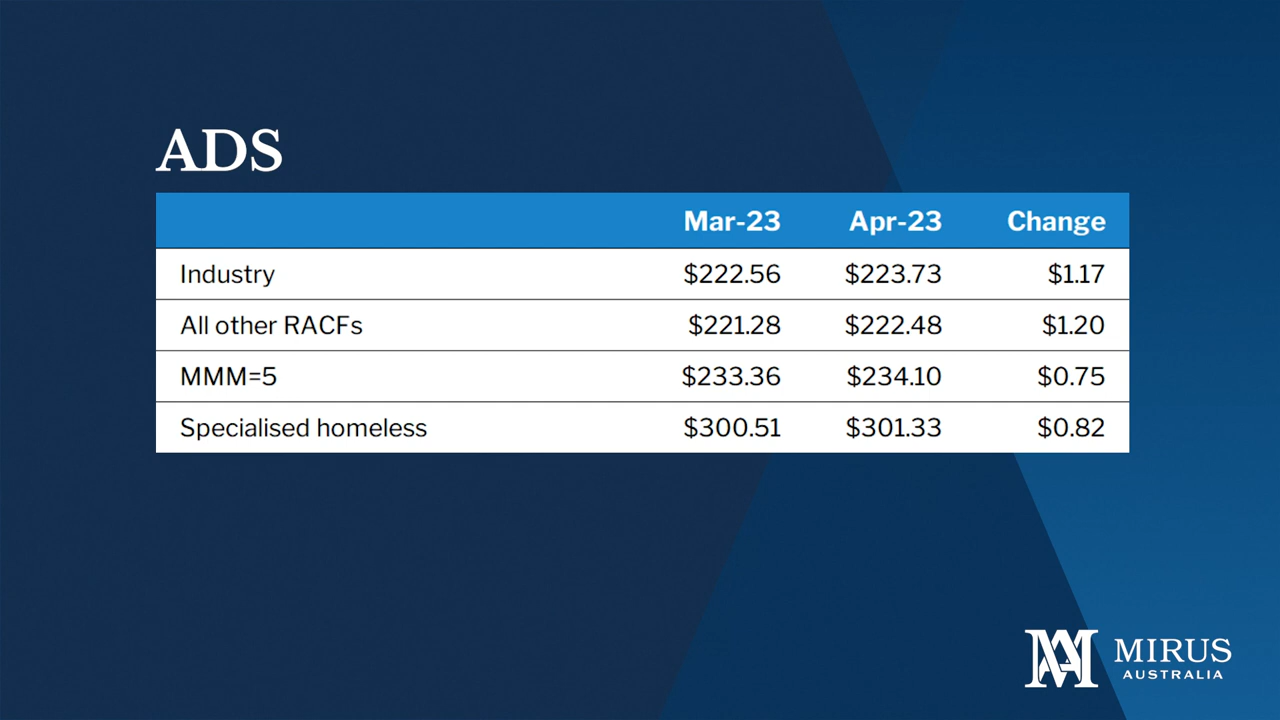 ADS
Mar-23 Apr-23 Change
Industry $222.56 $223.73 $1.17
All other RACFs $221.28 $222.48 $1.20
MMM=5 $233.36 $234.10 $0.75
Specialised homeless $300.51 $301.33 $0.82
MIRUS
AUSTRALIA